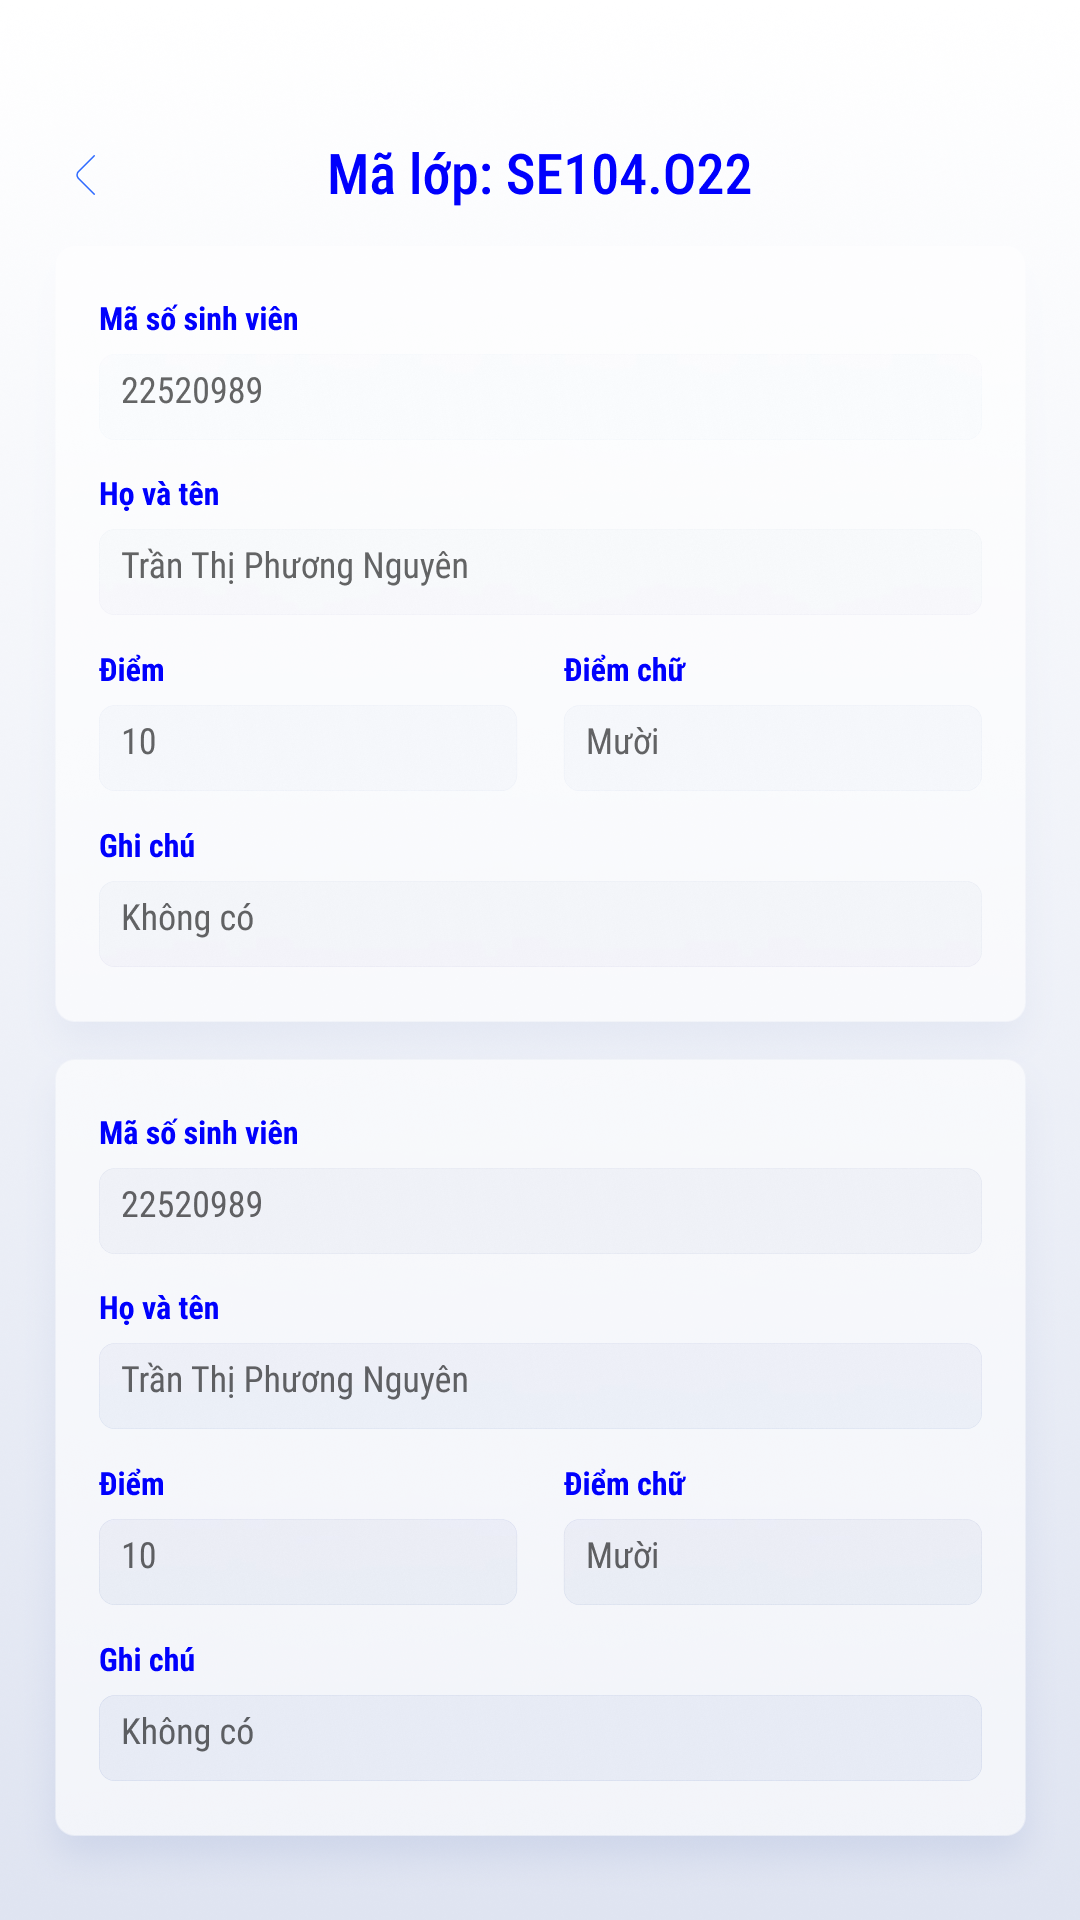 Mã lớp: SE104.O22
Mã số sinh viên
22520989
Họ và tên
Trần Thị Phương Nguyên
Điểm Điểm chữ
10 Mười
Ghi chú
Không có
Mã số sinh viên
22520989
Họ và tên
Trần Thị Phương Nguyên
Điểm Điểm chữ
10 Mười
Ghi chú
Không có